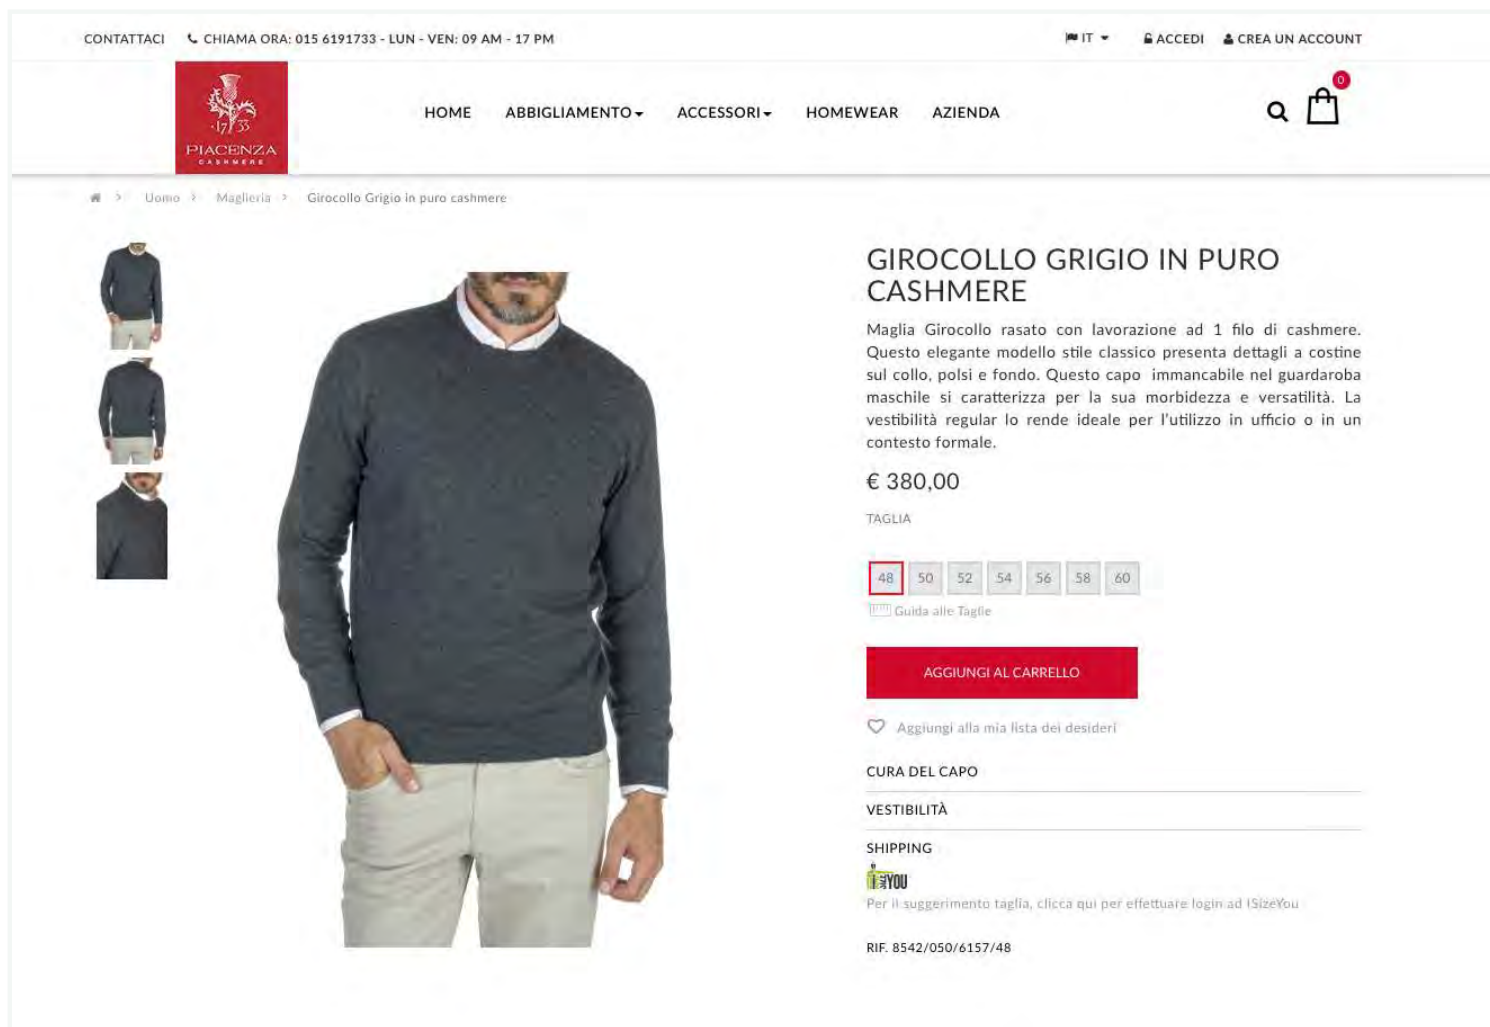 CONTATTACI CHIAMA ORA: 015 6191733 - LUN - VEN: 09 AM - 17 PM IT ACCEDI CREA UN ACCOUNT
0
HOME ABBIGLIAMENTO ACCESSORI HOMEWEAR AZIENDA
·17 33
PIACENZA
CASHMERE
> Uomo > Maglieria > Girocollo Grigio in puro cashmere
GIROCOLLO GRIGIO IN PURO
CASHMERE
Maglia Girocollo rasato con lavorazione ad 1 filo di cashmere.
Questo elegante modello stile classico presenta dettagli a costine
sul collo, polsi e fondo. Questo capo immancabile nel guardaroba
maschile si caratterizza per la sua morbidezza e versatilità. La
vestibilità regular lo rende ideale per l'utilizzo in ufficio o in un
contesto formale.
€ 380,00
TAGLIA
48 50 52 54 56 58 60
Guida alle Taglie
AGGIUNGI AL CARRELLO
Aggiungi alla mia lista dei desideri
CURA DEL CAPO
VESTIBILITÀ
SHIPPING
YOU
Per il suggerimento taglia, clicca qui per effettuare login ad ISizeYou
RIF. 8542/050/6157/48